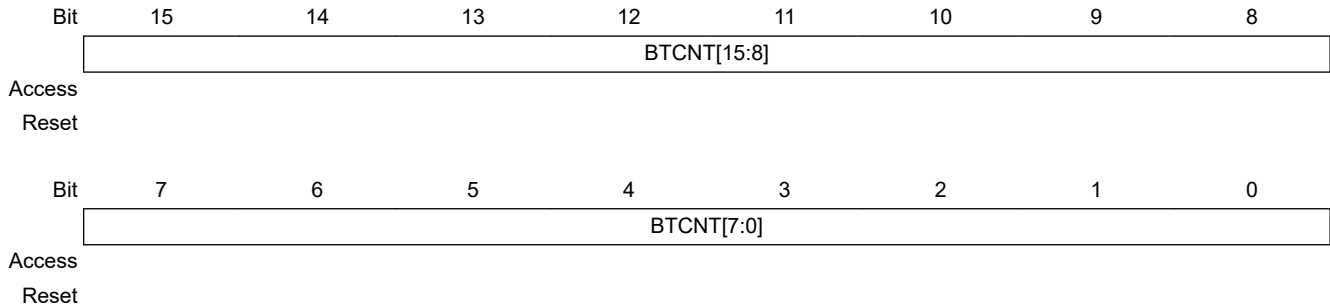 Bit 15 14 13 12 11 10 9 8
BTCNT[15:8]
Access
Reset
Bit 7 6 5 4 3 2 1 0
BTCNT[7:0]
Access
Reset